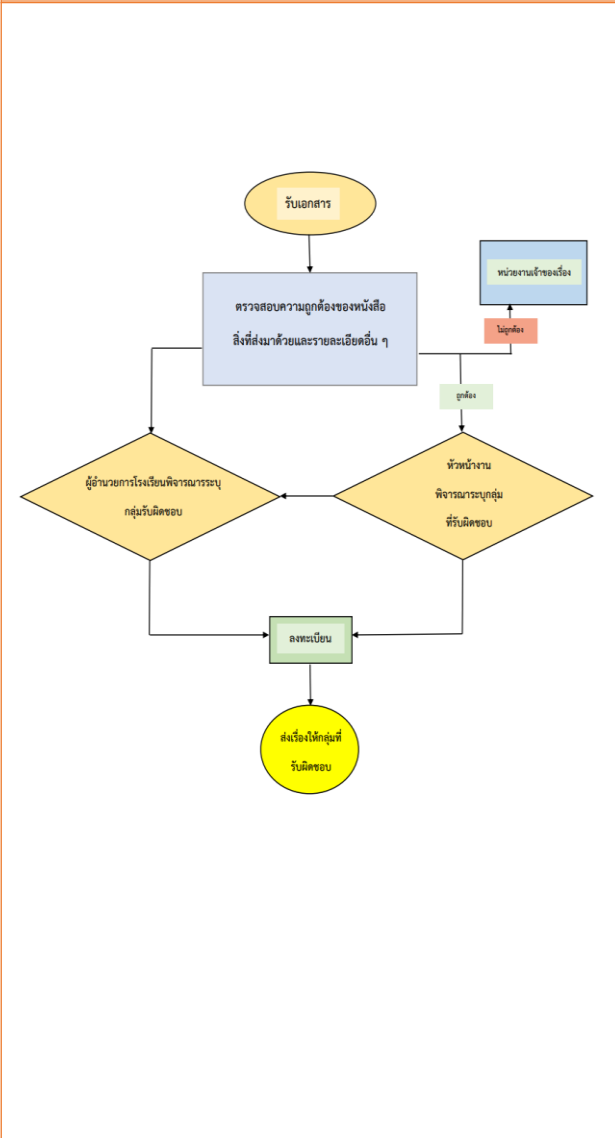 รับเอกสาร
หน่วยงานเจ้าของเรื่อง
ตรวจสอบความถูกต้องของหนังสือ
สิ่งที่ส่งมาด้วยและรายละเอียดอื่น ๆ
ไม่ถูกต้อง
ถูกต้อง
ผู้อำนวยการโรงเรียนพิจารณารระบุ
กลุ่มรับผิดชอบ
หัวหน้างาน
พิจารณาระบุกลุ่ม
ที่รับผิดชอบ
ลงทะเบียน
ส่งเรื่องให้กลุ่มที่
รับผิดชอบ